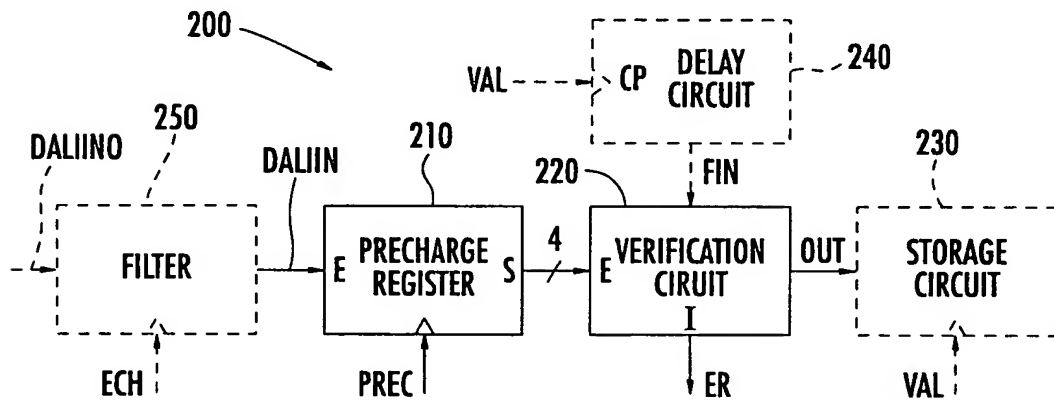 200
VAL
CP
DELAY
CIRCUIT
240
250
DALIINO
DALIIN
210
220
FIN
230
FILTER
E
PRECHARGE
REGISTER
S
4
E
VERIFICATION
CIRUIT
I
OUT
STORAGE
CIRCUIT
ECH
PREC
ER
VAL